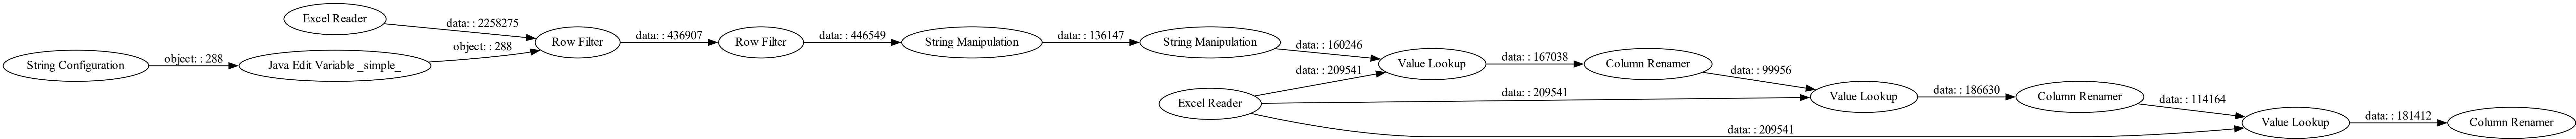 Excel Reader
data: : 2258275
String Configuration
object: : 288
Java Edit Variable _simple_
object: : 288
Row Filter
data: : 436907
Row Filter
data: : 446549
String Manipulation
data: : 136147
String Manipulation
data: : 160246
Excel Reader
data: : 209541
data: : 209541
data: : 209541
Value Lookup
data: : 167038
Column Renamer
data: : 99956
Value Lookup
data: : 186630
Column Renamer
data: : 114164
Value Lookup
data: : 181412
Column Renamer